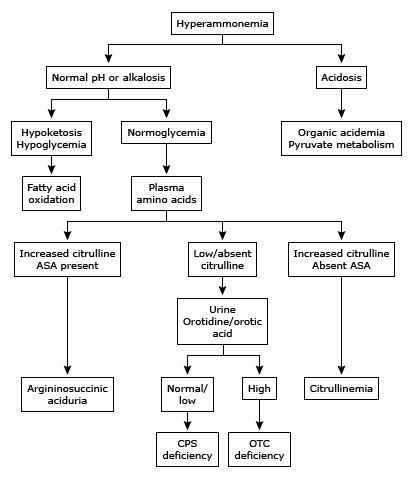 Hyperammonemia
Normal pH or alkalosis
Acidosis
Hypoketosis
Hypoglycemia
Normoglycemia
Organic acidemia
Pyruvate metabolism
Fatty acid
oxidation
Plasma
amino acids
Increased citrulline
ASA present
Low/absent
citrulline
Increased citrulline
Absent ASA
Urine
Orotidine/orotic
acid
Argininosuccinic
aciduria
Normal/
low
High
Citrullinemia
CPS
deficiency
OTC
deficiency